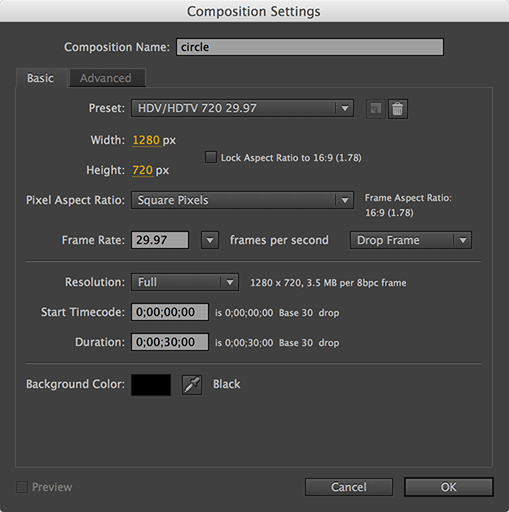 Composition Settings
Composition Name: circle
Basic Advanced
Preset: HDV/HDTV 720 29.97
Width: 1280 px
Lock Aspect Ratio to 16:9 (1.78)
Height: 720 px
Pixel Aspect Ratio: Square Pixels
Frame Aspect Ratio:
16:9 (1.78)
Frame Rate: 29.97 frames per second Drop Frame
Resolution: Full 1280 x 720, 3.5 MB per 8bpc frame
Start Timecode: 0;00;00;00 is 0;00;00;00 Base 30 drop
Duration: 0;00;30;00 is 0;00;30;00 Base 30 drop
Background Color: Black
Preview Cancel OK